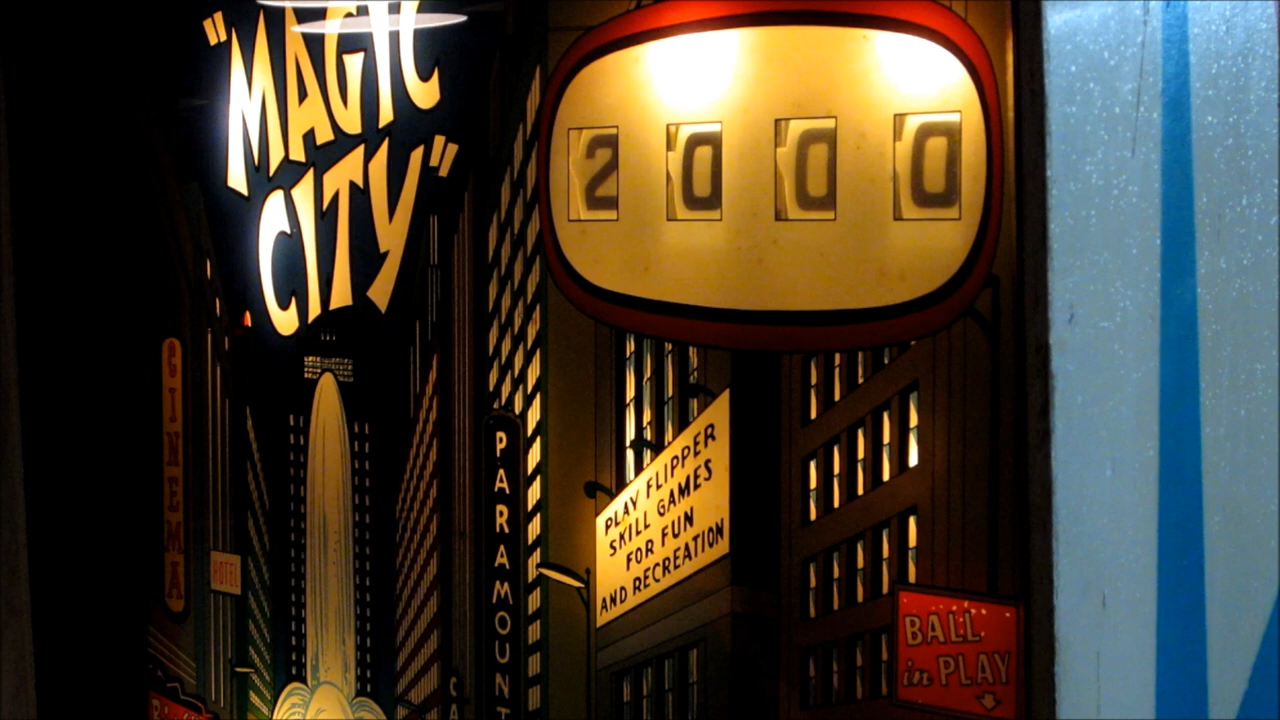 "MAGIC
CITY"
2000
CINEMA
HOTEL
PARAMOUNT
PLAY FLIPPER
SKILL GAMES
FOR FUN
AND RECREATION
BALL
in PLAY